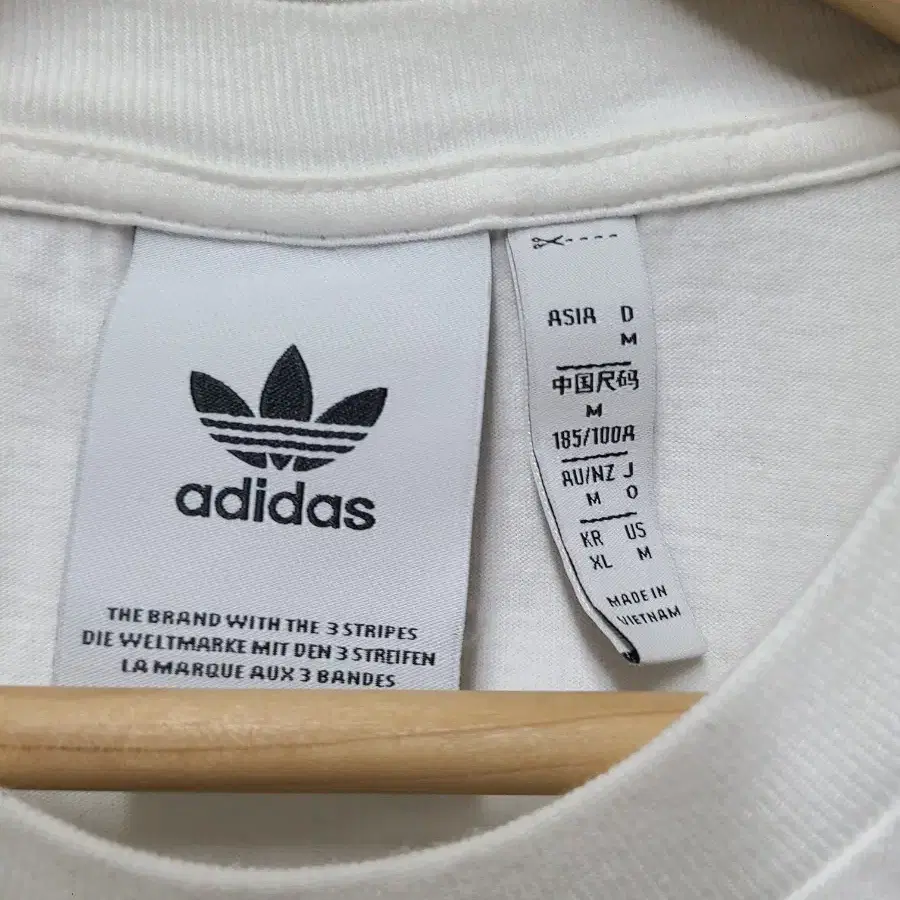 adidas
THE BRAND WITH THE 3 STRIPES
DIE WELTMARKE MIT DEN 3 STREIFEN
LA MARQUE AUX 3 BANDES
ASIA D
M
中国尺码
M
185/100A
AU/NZ J
M O
KR US
XL M
MADE IN
VIETNAM